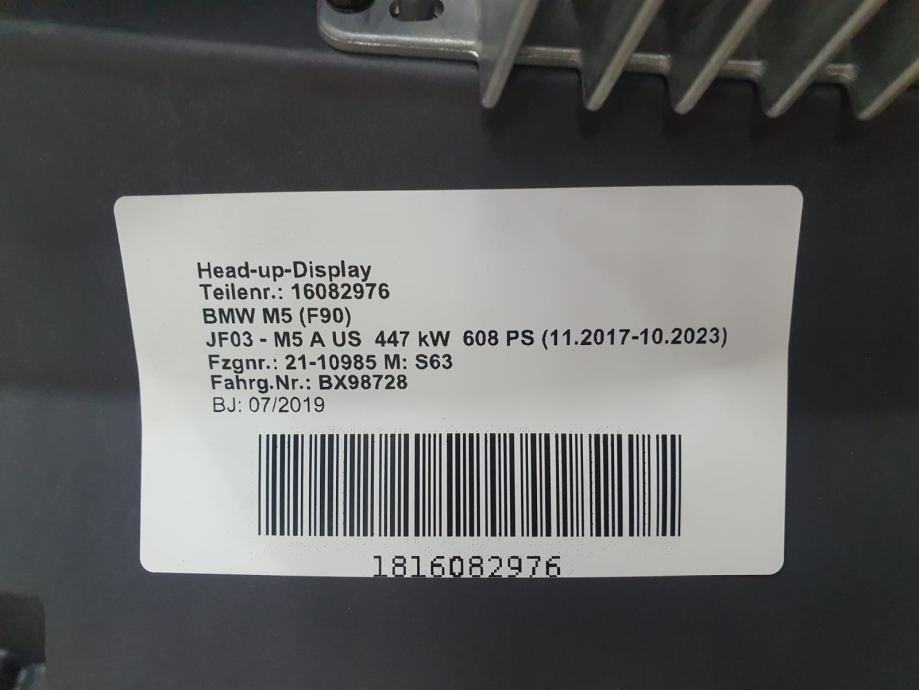 Head-up-Display
Teilenr.: 16082976
BMW M5 (F90)
JF03 - M5 A US 447 kW 608 PS (11.2017-10.2023)
Fzgnr.: 21-10985 M: S63
Fahrg.Nr.: BX98728
BJ: 07/2019
1816082976